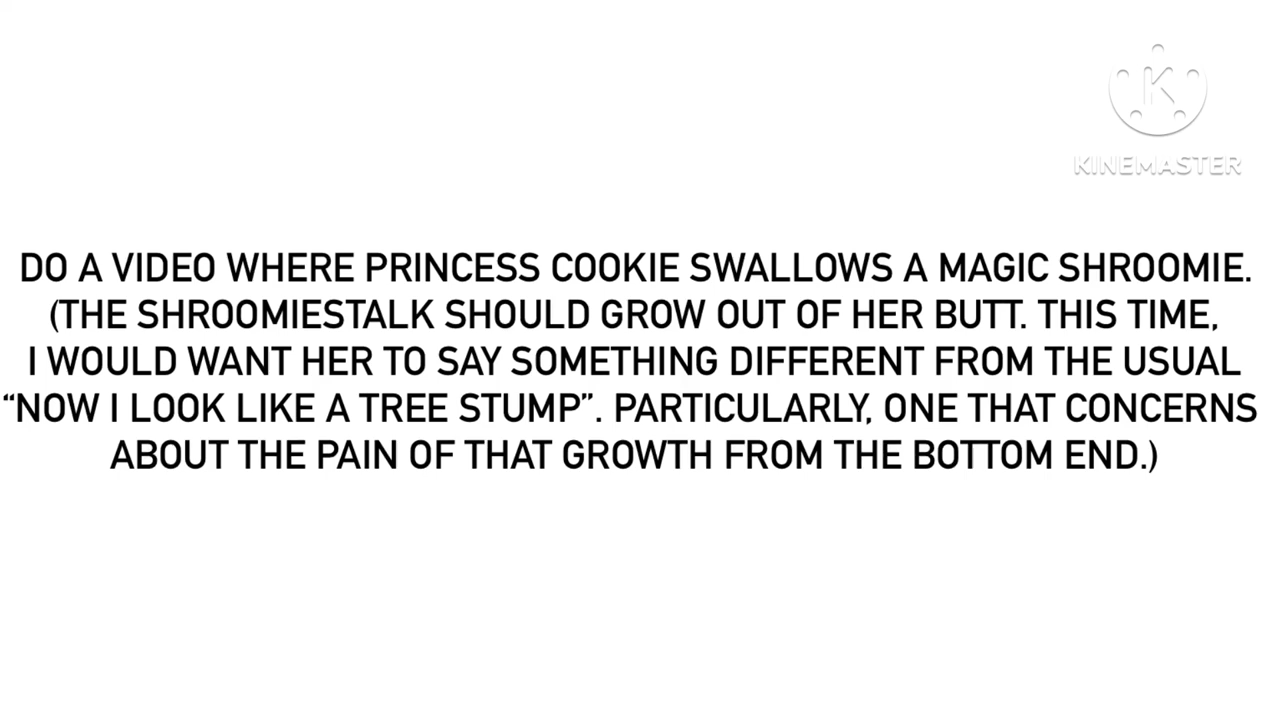 KINEMASTER
DO A VIDEO WHERE PRINCESS COOKIE SWALLOWS A MAGIC SHROOMIE.
(THE SHROOMIESTALK SHOULD GROW OUT OF HER BUTT. THIS TIME,
I WOULD WANT HER TO SAY SOMETHING DIFFERENT FROM THE USUAL
“NOW I LOOK LIKE A TREE STUMP”. PARTICULARLY, ONE THAT CONCERNS
ABOUT THE PAIN OF THAT GROWTH FROM THE BOTTOM END.)